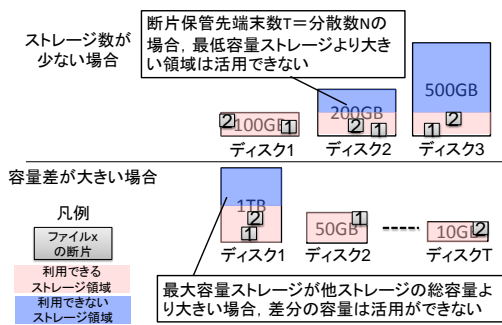 ストレージ数が
少ない場合
断片保管先端末数T＝分散数Nの
場合, 最低容量ストレージより大き
い領域は活用できない
2
100GB
1
ディスク1
200GB
2
1
ディスク2
500GB
2
1
ディスク3
容量差が大きい場合
1TB
2
1
ディスク1
1
50GB
ディスク2
10GB
2
ディスクT
凡例
ファイルx
の断片
利用できる
ストレージ領域
利用できない
ストレージ領域
最大容量ストレージが他ストレージの総容量よ
り大きい場合, 差分の容量は活用ができない